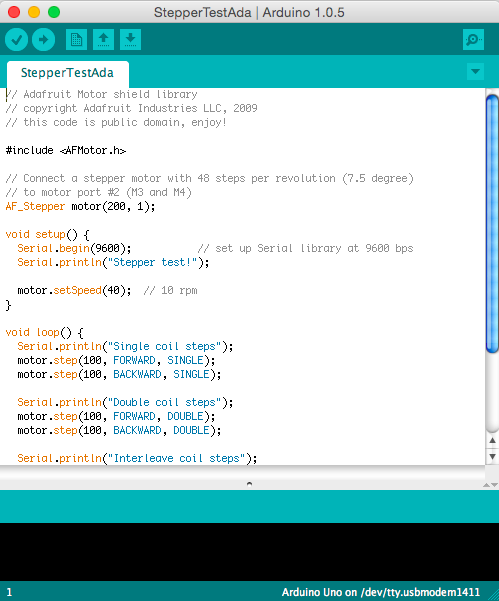 StepperTestAda | Arduino 1.0.5
StepperTestAda
// Adafruit Motor shield library
// copyright Adafruit Industries LLC, 2009
// this code is public domain, enjoy!

#include <AFMotor.h>

// Connect a stepper motor with 48 steps per revolution (7.5 degree)
// to motor port #2 (M3 and M4)
AF_Stepper motor(200, 1);

void setup() {
  Serial.begin(9600);           // set up Serial library at 9600 bps
  Serial.println("Stepper test!");

  motor.setSpeed(40);  // 10 rpm
}

void loop() {
  Serial.println("Single coil steps");
  motor.step(100, FORWARD, SINGLE);
  motor.step(100, BACKWARD, SINGLE);

  Serial.println("Double coil steps");
  motor.step(100, FORWARD, DOUBLE);
  motor.step(100, BACKWARD, DOUBLE);

  Serial.println("Interleave coil steps");
1
Arduino Uno on /dev/tty.usbmodem1411